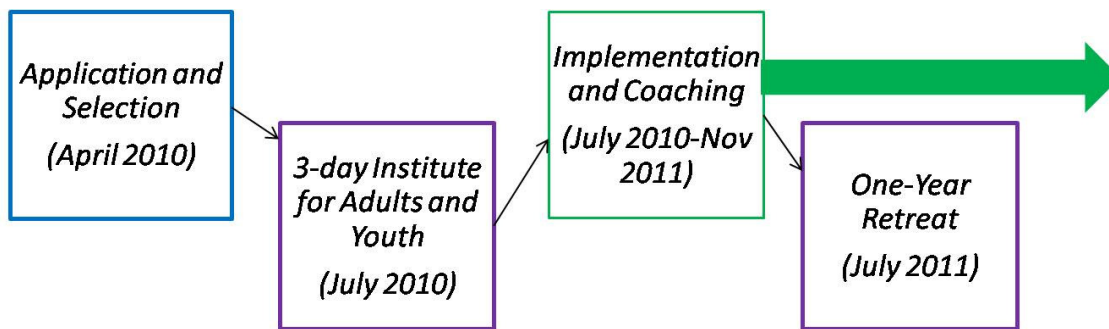 Application and
Selection
(April 2010)
3-day Institute
for Adults and
Youth
(July 2010)
Implementation
and Coaching
(July 2010-Nov
2011)
One-Year
Retreat
(July 2011)